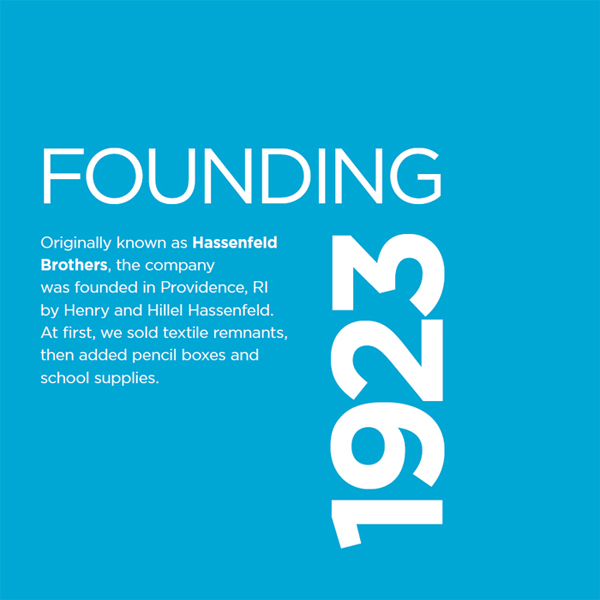 FOUNDING
Originally known as Hassenfeld
Brothers, the company
was founded in Providence, RI
by Henry and Hillel Hassenfeld.
At first, we sold textile remnants,
then added pencil boxes and
school supplies.
1923